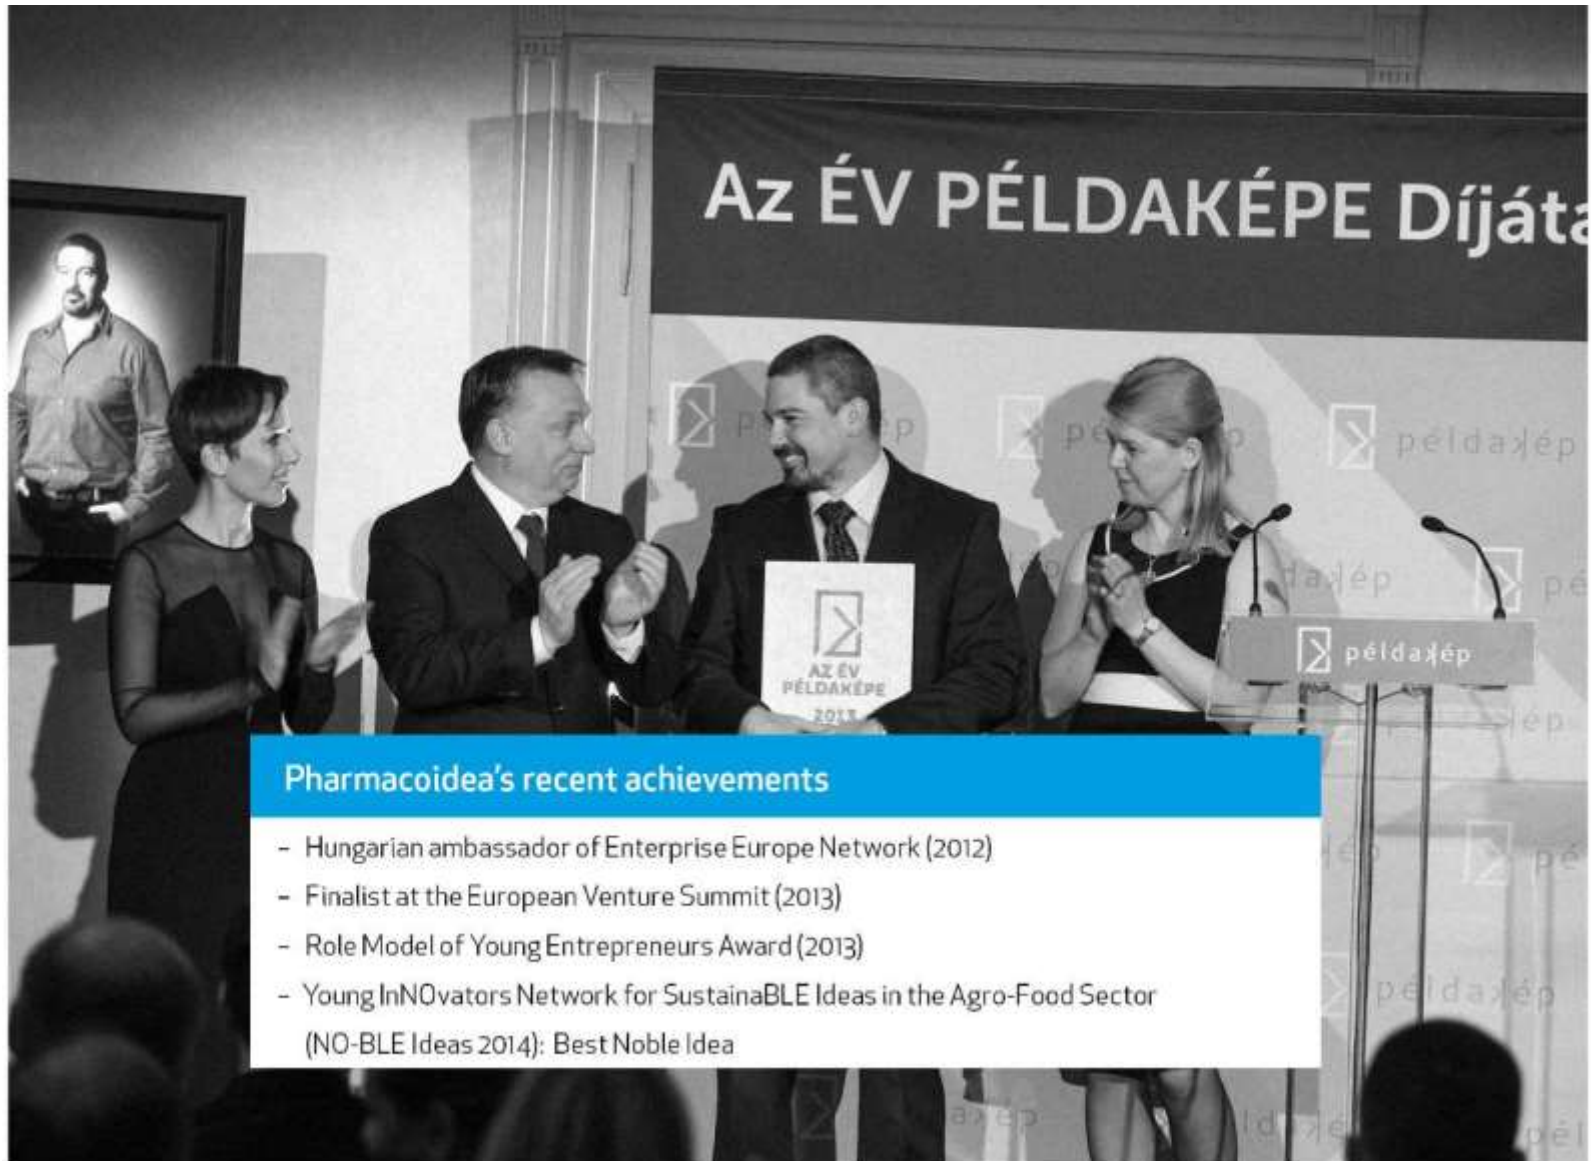 Az ÉV PÉLDAKÉPE Díjáta
példakép
példakép
AZ ÉV
PÉLDAKÉPE
2013
Pharmacoidea's recent achievements
- Hungarian ambassador of Enterprise Europe Network (2012)
- Finalist at the European Venture Summit (2013)
- Role Model of Young Entrepreneurs Award (2013)
- Young InNOvators Network for SustainaBLE Ideas in the Agro-Food Sector
(NO-BLE Ideas 2014): Best Noble Idea
példakép